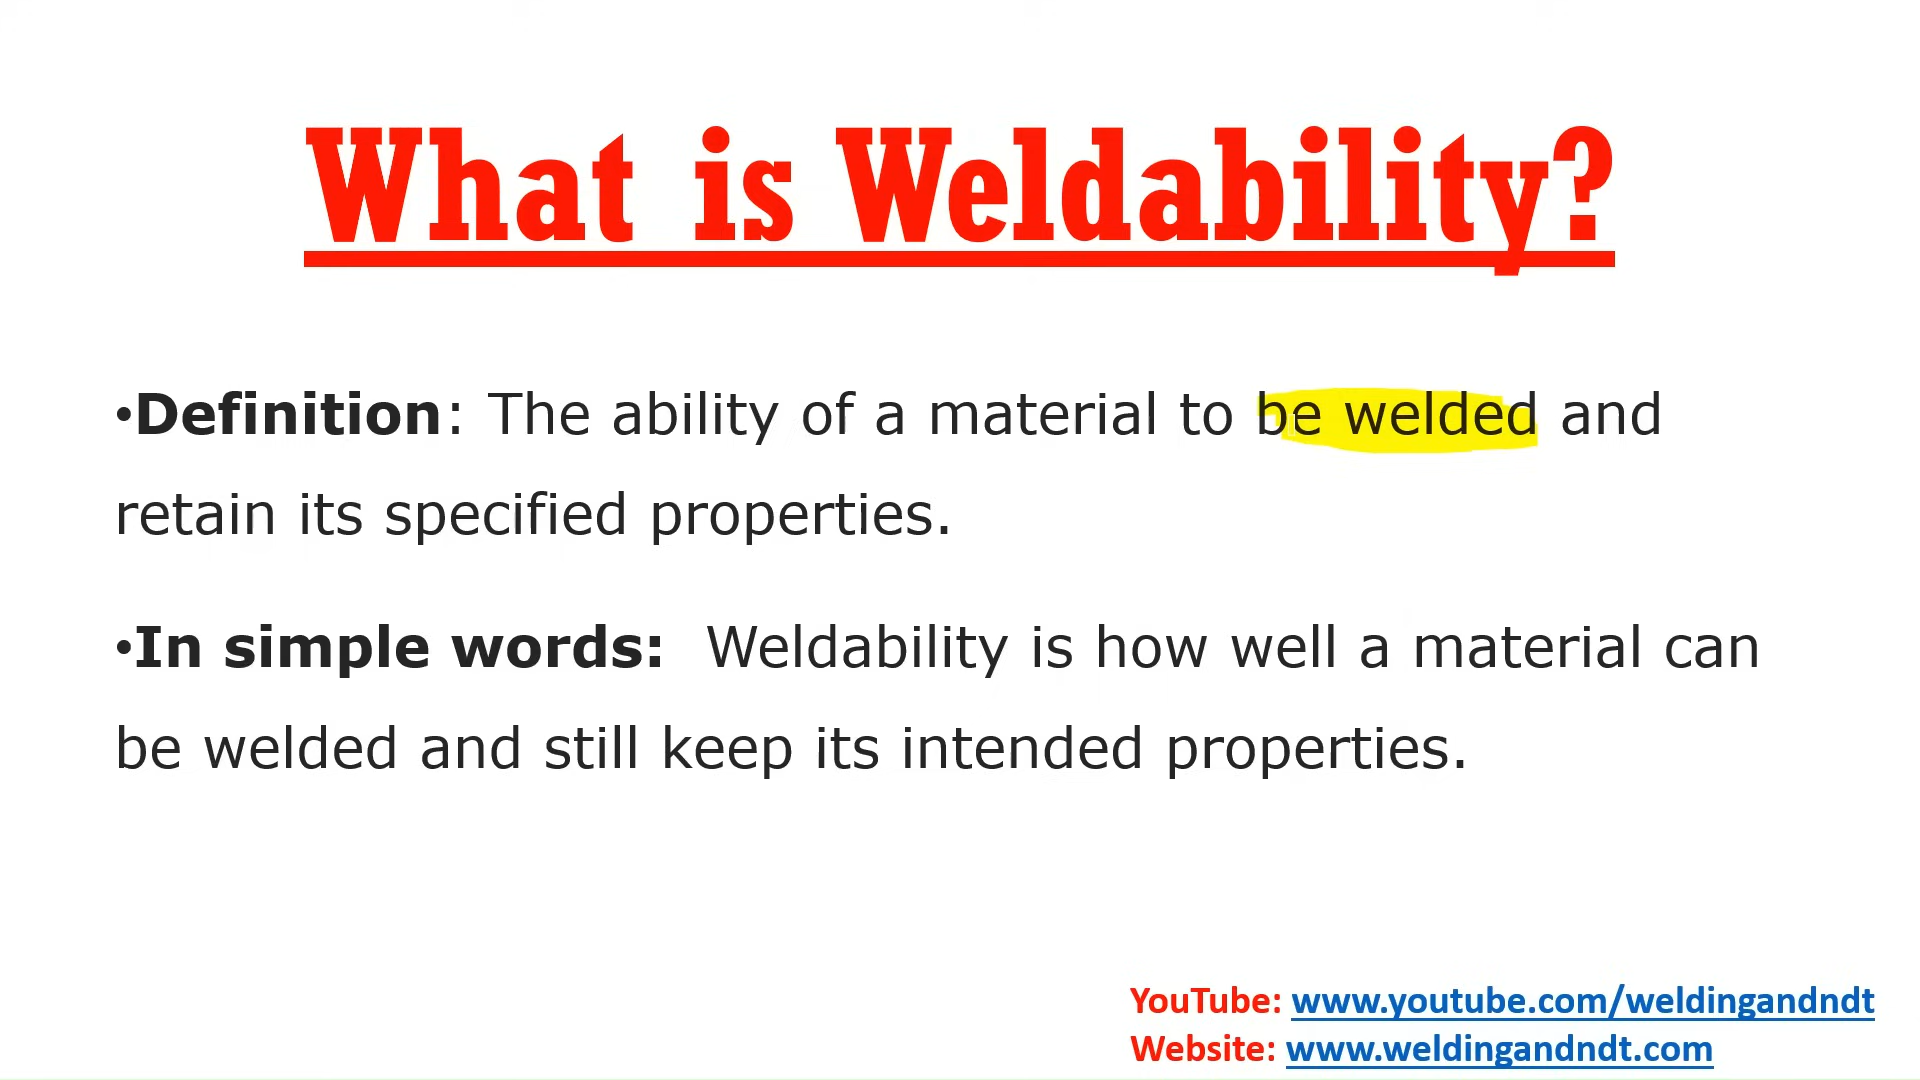 What is Weldability?
•Definition: The ability of a material to be welded and
retain its specified properties.
•In simple words: Weldability is how well a material can
be welded and still keep its intended properties.
YouTube: www.youtube.com/weldingandndt
Website: www.weldingandndt.com